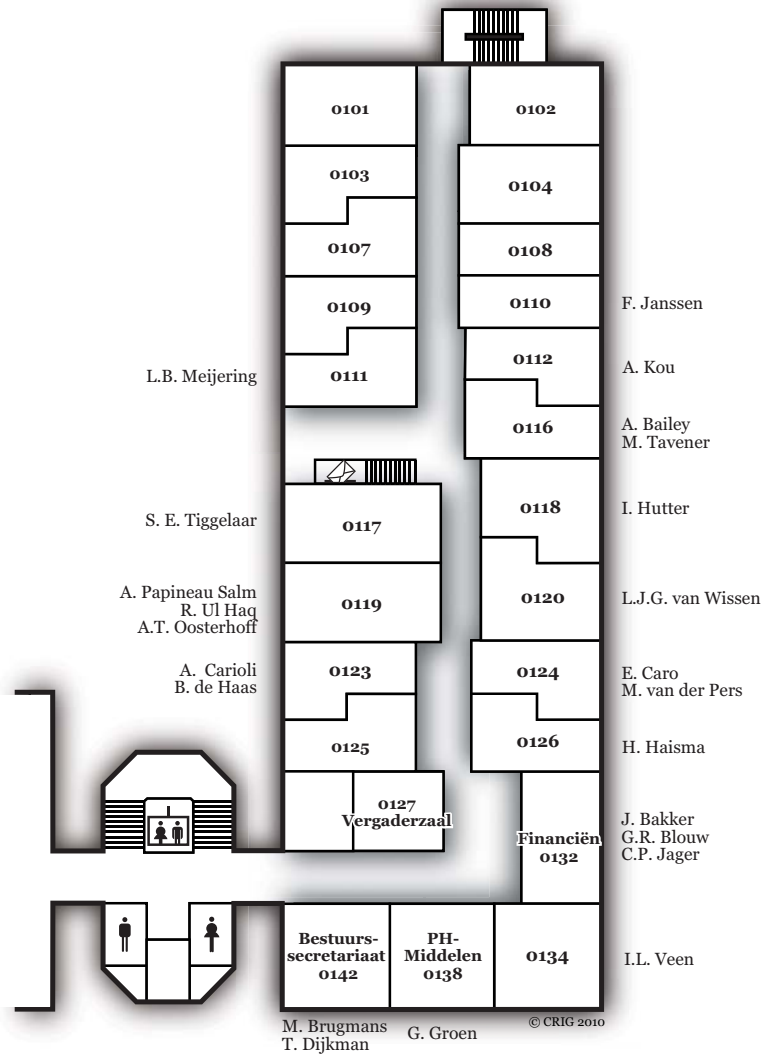 0101
0102
0103
0104
0107
0108
0109
0110
F. Janssen
0112
A. Kou
L.B. Meijering
0111
0116
A. Bailey
M. Tavener
0118
I. Hutter
S. E. Tiggelaar
0117
A. Papineau Salm
R. Ul Haq
A.T. Oosterhoff
0119
0120
L.J.G. van Wissen
A. Carioli
B. de Haas
0123
0124
E. Caro
M. van der Pers
0125
0126
H. Haisma
0127
Vergaderzaal
Financiën
0132
J. Bakker
G.R. Blouw
C.P. Jager
Bestuurs-
secretariaat
0142
PH-
Middelen
0138
0134
I.L. Veen
M. Brugmans
T. Dijkman
G. Groen
© CRIG 2010